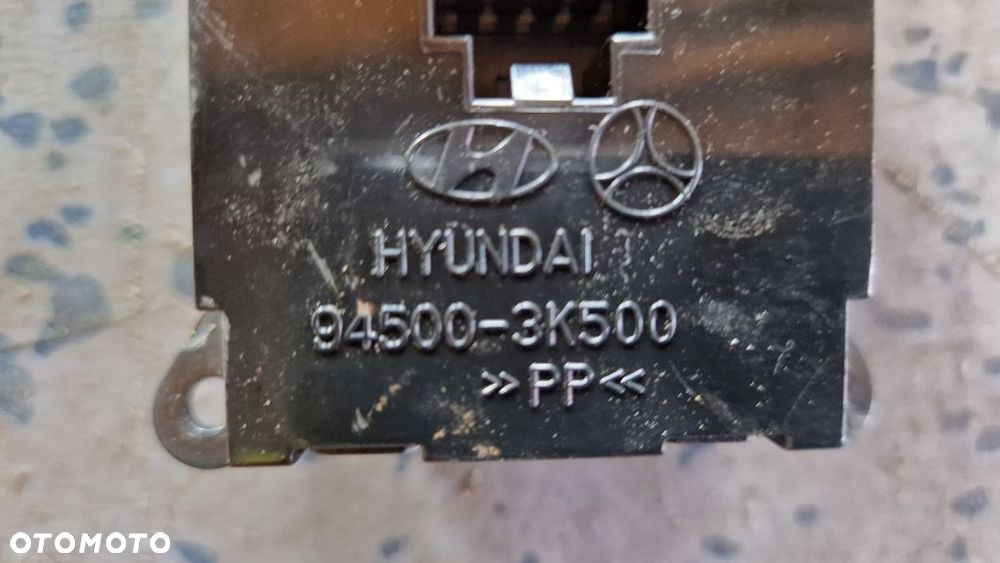 HYUNDAI
94500-3K500
>>PP<<
OTOMOTO